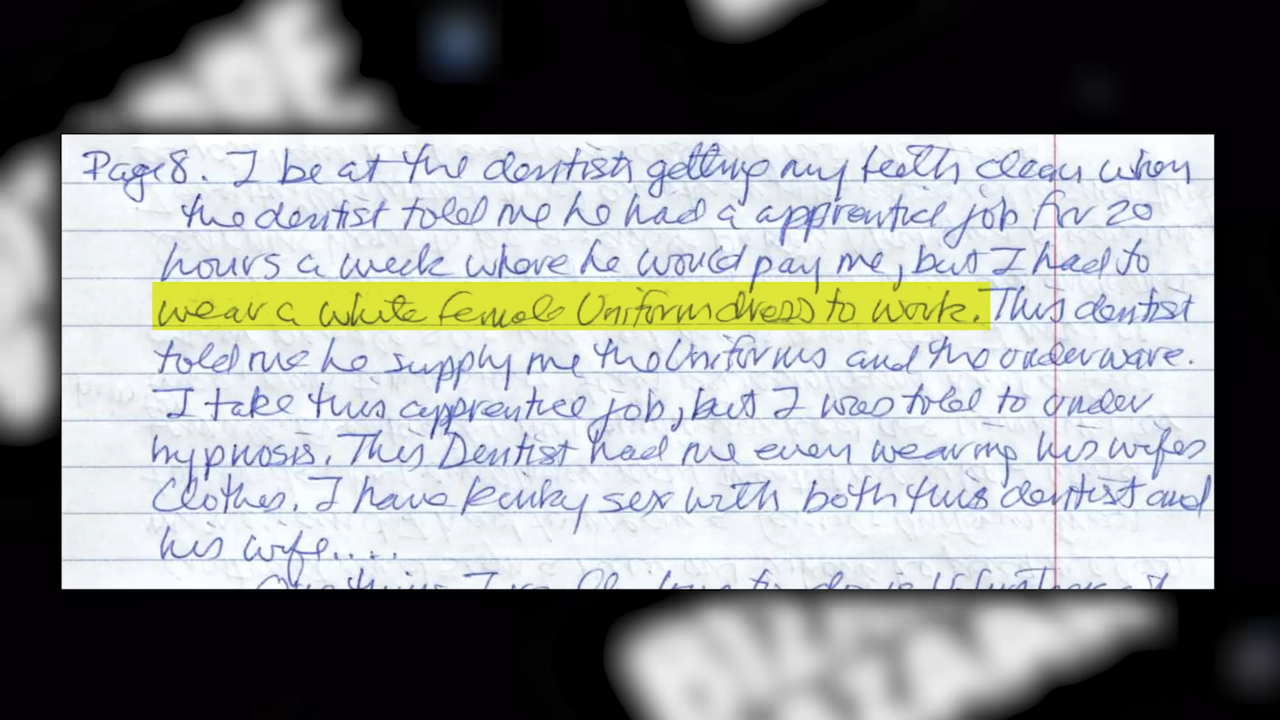 Page 8. I be at the dentist getting my teeth clean when
the dentist told me he had a apprentice job for 20
hours a week where he would pay me, but I had to
wear a white female Uniform dress to work. This dentist
told me he supply me the Uniforms and the underware.
I take this apprentice job, but I was told to under
hypnosis. This Dentist had me even wearing his wifes
Clothes. I have kinky sex with both this dentist and
his wife....